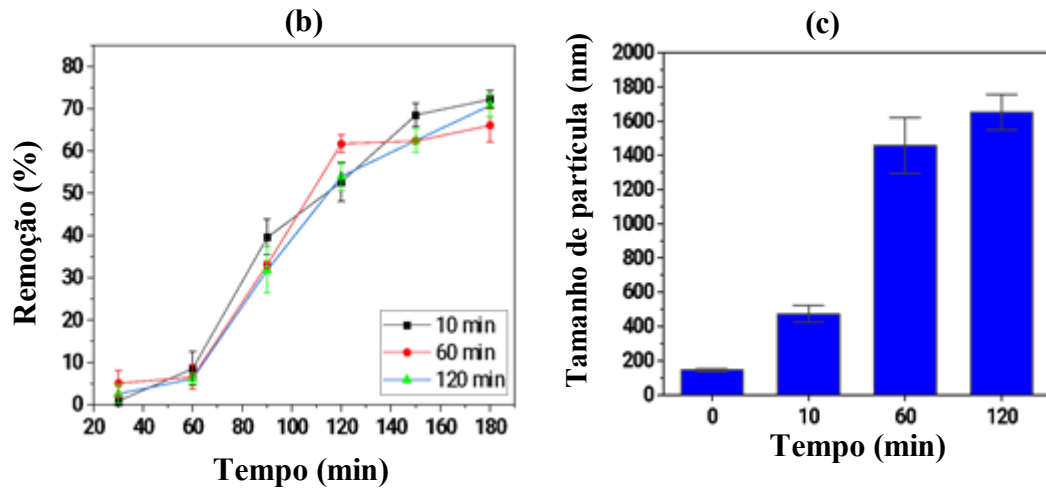 (b)
Remoção (%)
80
70
60
50
40
30
20
10
0
20 40 60 80 100 120 140 160 180
Tempo (min)
10 min
60 min
120 min
(c)
Tamanho de partícula (nm)
2000
1800
1600
1400
1200
1000
800
600
400
200
0
0 10 60 120
Tempo (min)